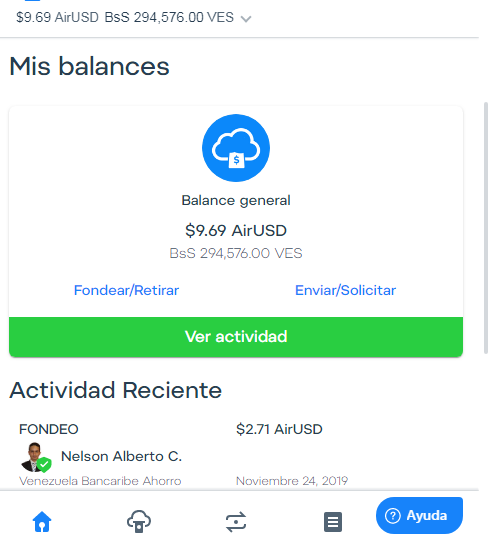 $9.69 AirUSD BsS 294,576.00 VES
Mis balances
$
Balance general
$9.69 AirUSD
BsS 294,576.00 VES
Fondear/Retirar Enviar/Solicitar
Ver actividad
Actividad Reciente
FONDEO $2.71 AirUSD
Nelson Alberto C.
Venezuela Bancaribe Ahorro Noviembre 24, 2019
$
? Ayuda